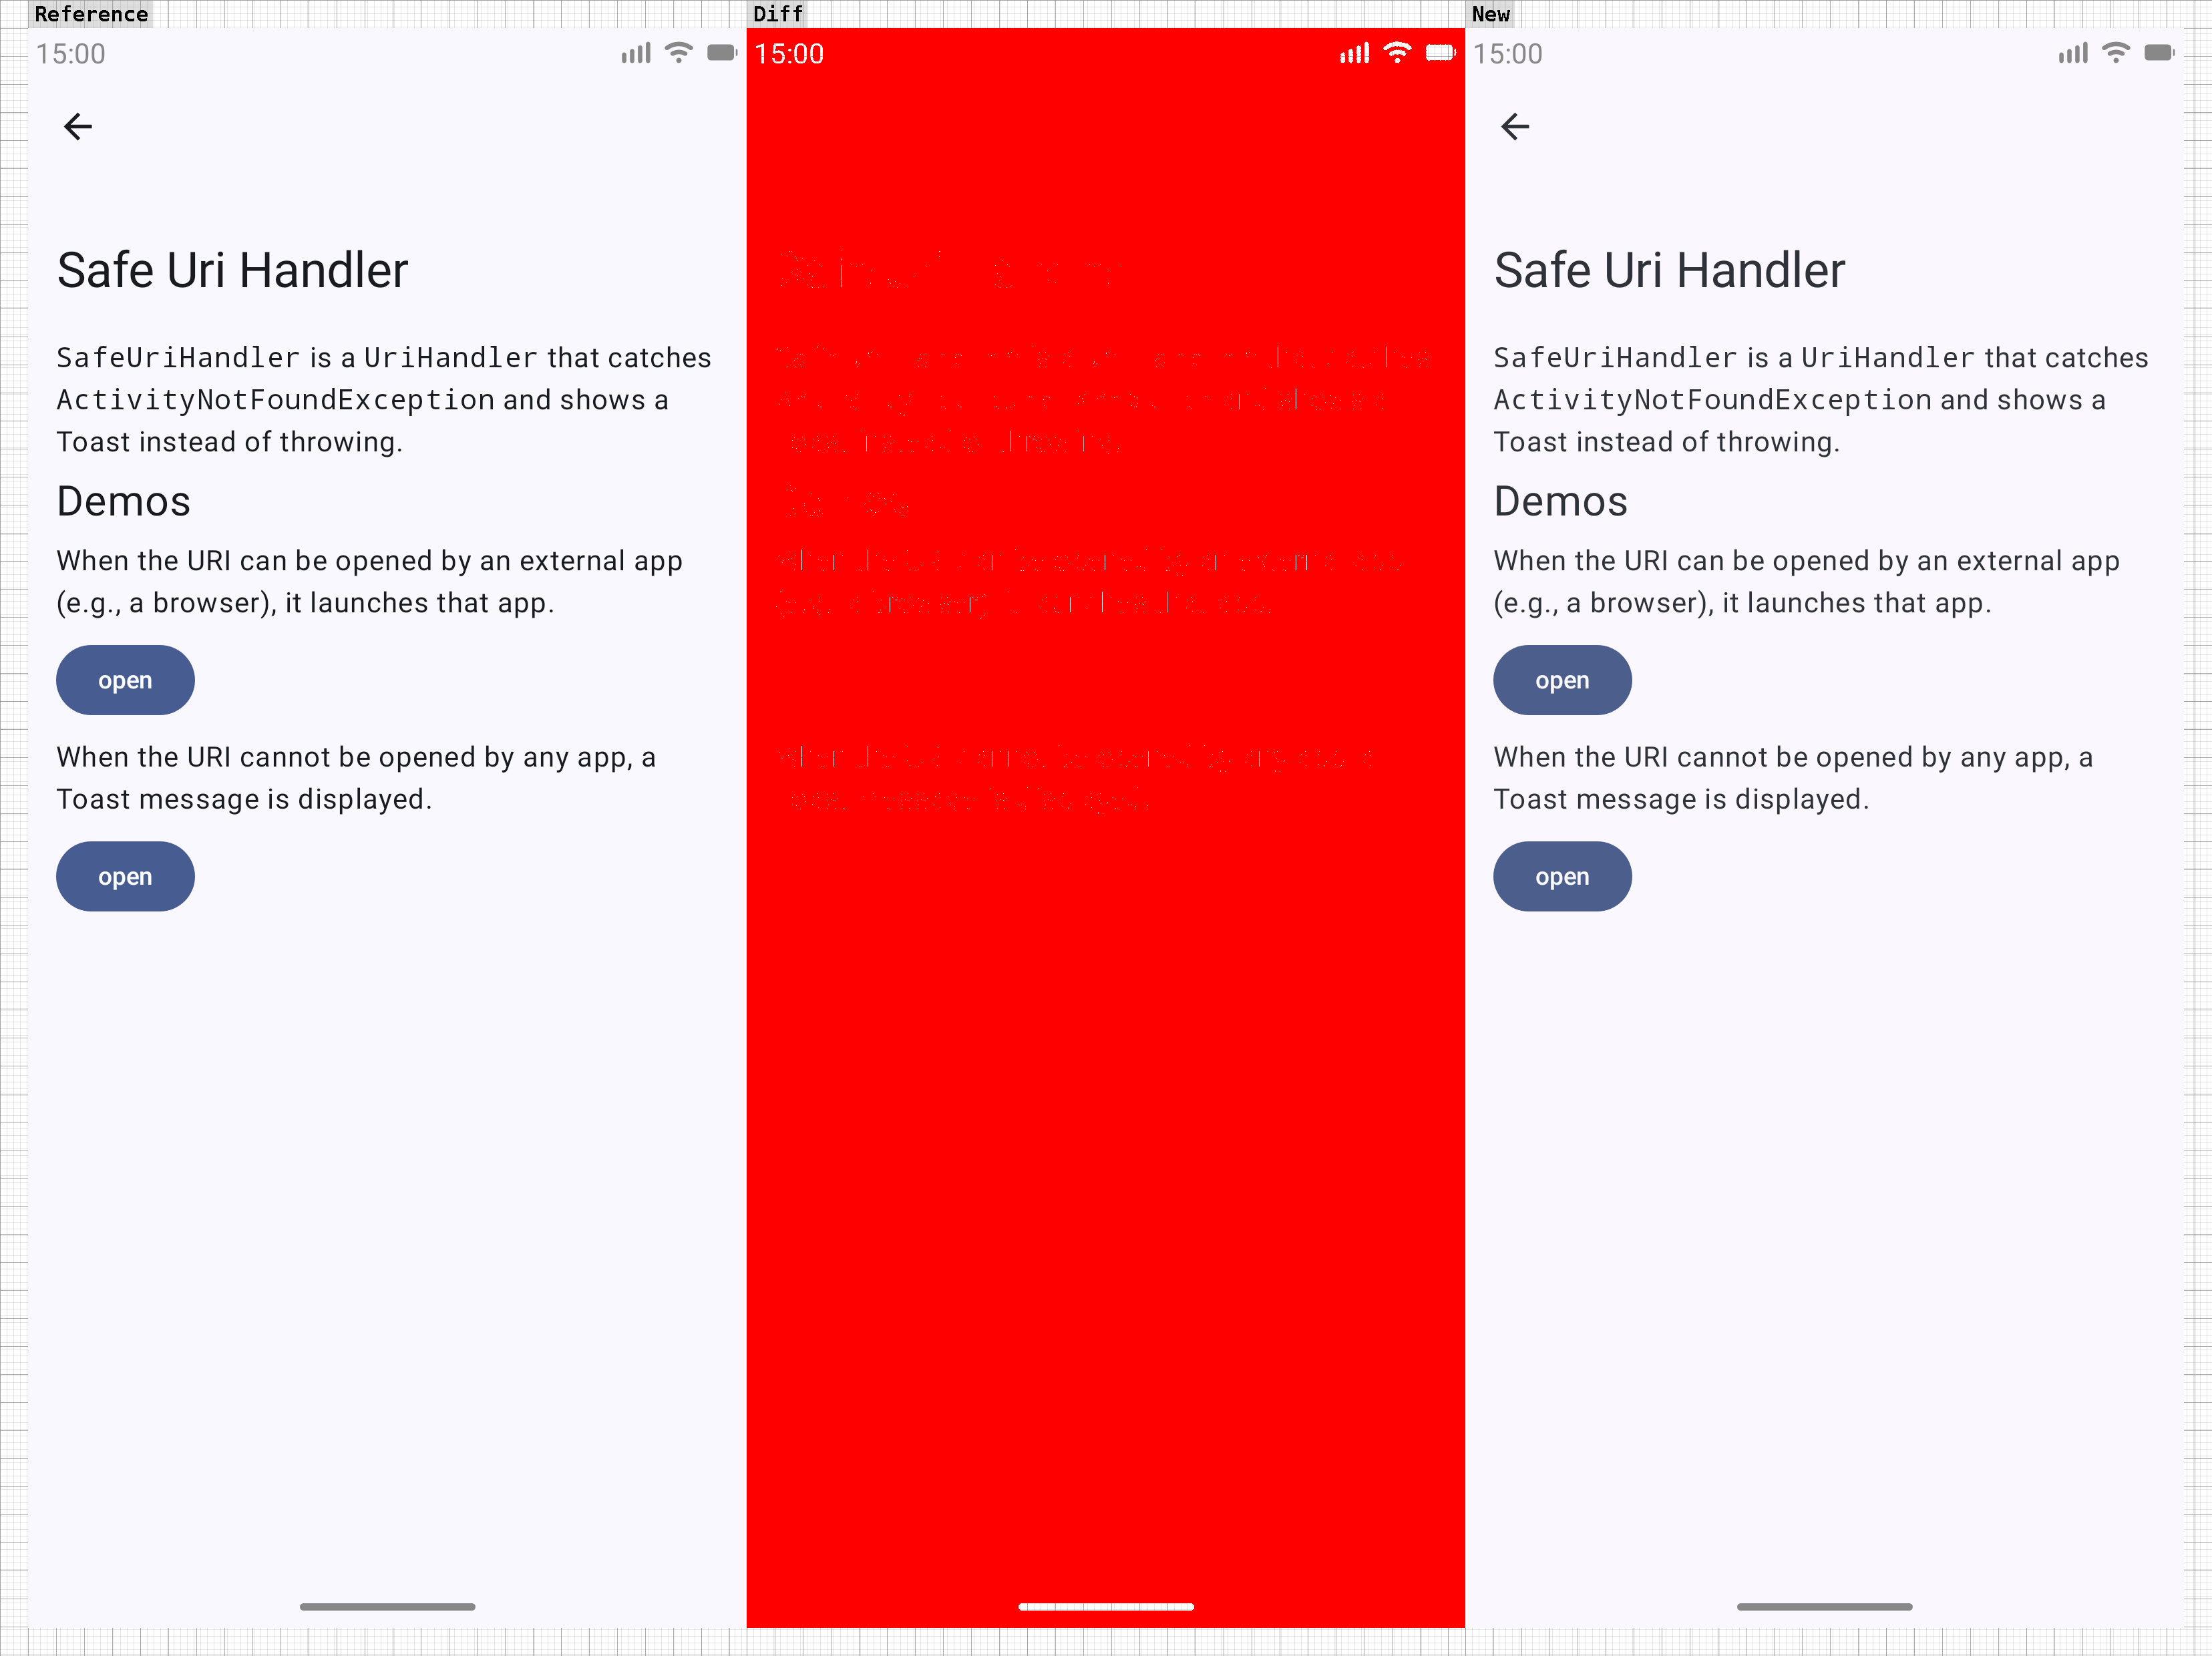 Reference
15:00
Safe Uri Handler
SafeUriHandler is a UriHandler that catches
ActivityNotFoundException and shows a
Toast instead of throwing.
Demos
When the URI can be opened by an external app
(e.g., a browser), it launches that app.
open
When the URI cannot be opened by any app, a
Toast message is displayed.
open
Diff
15:00
New
15:00
Safe Uri Handler
SafeUriHandler is a UriHandler that catches
ActivityNotFoundException and shows a
Toast instead of throwing.
Demos
When the URI can be opened by an external app
(e.g., a browser), it launches that app.
open
When the URI cannot be opened by any app, a
Toast message is displayed.
open